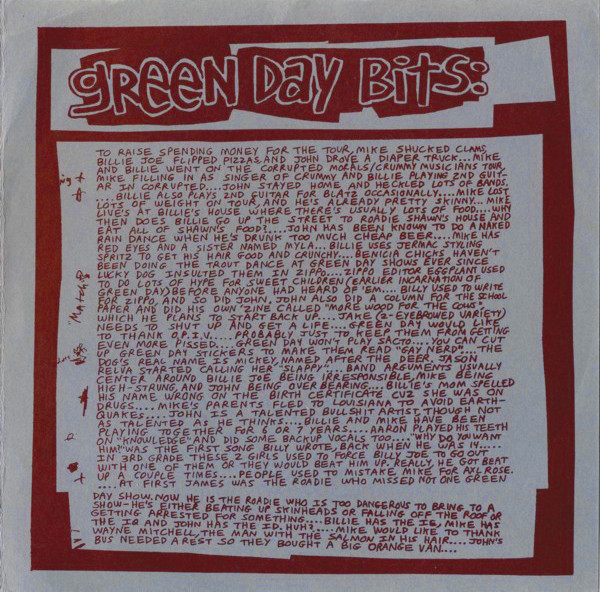 green Day Bits:
TO RAISE SPENDING MONEY FOR THE TOUR, MIKE SHUCKED CLAMS,
BILLIE JOE FLIPPED PIZZAS, AND JOHN DROVE A DIAPER TRUCK...MIKE
AND BILLIE WENT ON THE CORRUPTED MORALS/CRUMMY MUSICIANS TOUR,
MIKE FILLING IN AS SINGER OF CRUMMY AND BILLIE PLAYING 2ND GUIT-
AR IN CORRUPTED....JOHN STAYED HOME AND HECKLED LOTS OF BANDS.
....BILLIE ALSO PLAYS 2ND GUITAR FOR BLATZ OCCASIONALLY....MIKE LOST
LOTS OF WEIGHT ON TOUR, AND HE'S ALREADY PRETTY SKINNY...MIKE
LIVE'S AT BILLIE'S HOUSE WHERE THERE'S USUALLY LOTS OF FOOD....WHY
THEN DOES BILLIE GO UP THE STREET TO ROADIE SHAWN'S HOUSE AND
EAT ALL OF SHAWN'S FOOD?....JOHN HAS BEEN KNOWN TO DO A NAKED
RAIN DANCE WHEN HE'S DRUNK TOO MUCH CHEAP BEER....MIKE HAS
RED EYES AND A SISTER NAMED MYLA...BILLIE USES JERMAC STYLING
SPRITZ TO GET HIS HAIR GOOD AND CRUNCHY...BENICIA CHICKS HAVEN'T
BEEN DOING THE TROUT DANCE AT GREEN DAY SHOWS EVER SINCE
LUCKY DOG INSULTED THEM IN ZIPPO....ZIPPO EDITOR EGGPLANT USED
TO DO LOTS OF HYPE FOR SWEET CHILDREN (EARLIER INCARNATION OF
GREEN DAY) BEFORE ANYONE HAD HEARD OF 'EM....BILLY USED TO WRITE
FOR ZIPPO, AND SO DID JOHN, JOHN ALSO DID A COLUMN FOR THE SCHOOL
PAPER AND DID HIS OWN 'ZINE CALLED "MORE WOOD FOR THE COWS"
WHICH HE PLANS TO START BACK UP....JAMIE (2-EYEBROWED VARIETY)
NEEDS TO SHUT UP AND GET A LIFE....GREEN DAY WOULD LIKE
TO THANK O.P.I.V....PROBABLY JUST TO KEEP THEM FROM GETTING
EVEN MORE PISSED....GREEN DAY WON'T PLAY SACTO....YOU CAN CUT
UP GREEN DAY STICKERS TO MAKE THEM READ "GAY NERD"...THE
DOG'S REAL NAME IS MICKEY, NAMED AFTER THE BEER. JASON
RELVA STARTED CALLING HER "SLAPPY"....BAND ARGUMENTS USUALLY
CENTER AROUND BILLIE JOE BEING IRRESPONSIBLE, MIKE BEING
HIGH-STRUNG, AND JOHN BEING OVER BEARING....BILLIE'S MOM SPELLED
HIS NAME WRONG ON THE BIRTH CERTIFICATE CUZ SHE WAS ON
DRUGS....MIKE'S PARENTS FLED TO LOUISIANA TO AVOID EARTH-
QUAKES....JOHN IS A TALENTED BULLSHIT ARTIST, THOUGH NOT
AS TALENTED AS HE THINKS....BILLIE AND MIKE HAVE BEEN
PLAYING TOGETHER FOR 6 OR 7 YEARS....AARON PLAYED HIS TEETH
ON "KNOWLEDGE" AND DID SOME BACKUP VOCALS TOO...."WHY DO YOU WANT
HIM?" WAS THE FIRST SONG BILLY WROTE, BACK WHEN HE WAS 14.....
IN 3RD GRADE THESE 2 GIRLS USED TO FORCE BILLY JOE TO GO OUT
WITH ONE OF THEM OR THEY WOULD BEAT HIM UP. REALLY, HE GOT BEAT
UP A COUPLE TIMES....PEOPLE USED TO MISTAKE MIKE FOR AXL ROSE.
....AT FIRST JAMES WAS THE ROADIE WHO MISSED NOT ONE GREEN
DAY SHOW. NOW HE IS THE ROADIE WHO IS TOO DANGEROUS TO BRING TO A
SHOW-HE'S EITHER BEATING UP SKINHEADS OR FALLING OFF THE ROOF OR
GETTING ARRESTED FOR SOMETHING....BILLIE HAS THE IE, MIKE HAS
THE IQ AND JOHN HAS THE ID. HUH?....MIKE WOULD LIKE TO THANK
WAYNE MITCHELL, THE MAN WITH THE SALMON IN HIS HAIR....JOHN'S
BUS NEEDED A REST SO THEY BOUGHT A BIG ORANGE VAN....